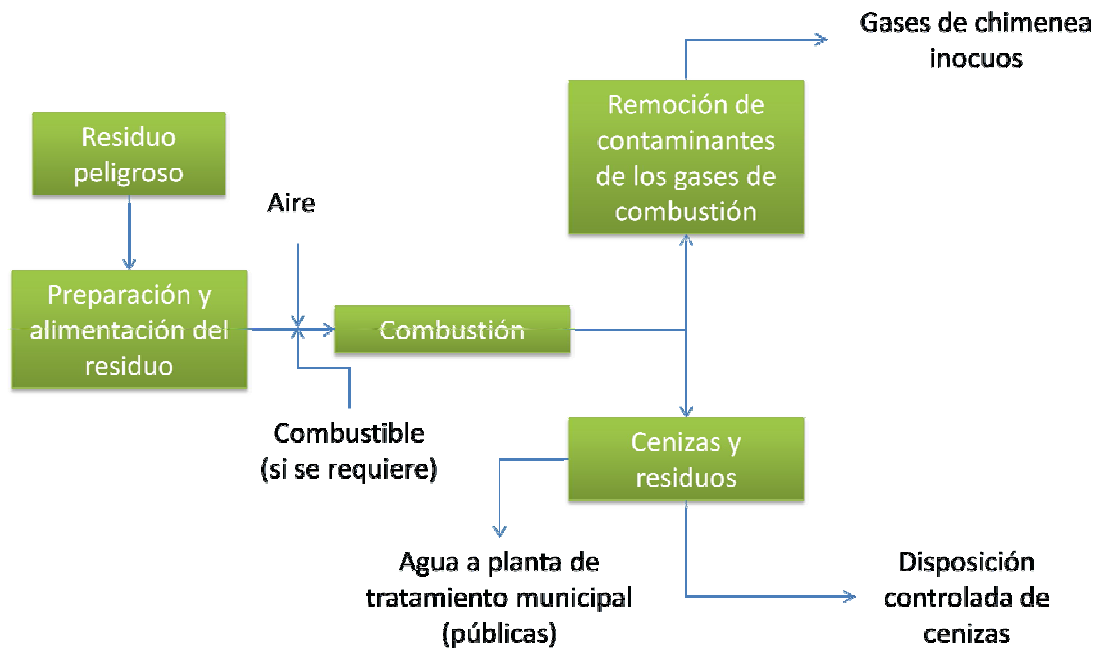 Gases de chimenea
inocuos
Residuo
peligroso
Remoción de
contaminantes
de los gases de
combustión
Aire
Preparación y
alimentación del
residuo
Combustión
Combustible
(si se requiere)
Cenizas y
residuos
Agua a planta de
tratamiento municipal
(públicas)
Disposición
controlada de
cenizas